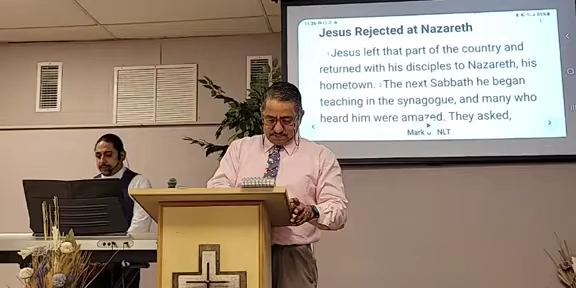 Jesus Rejected at Nazareth
Jesus left that part of the country and
returned with his disciples to Nazareth, his
hometown. The next Sabbath he began
teaching in the synagogue, and many who
heard him were amazed. They asked,
Mark NLT